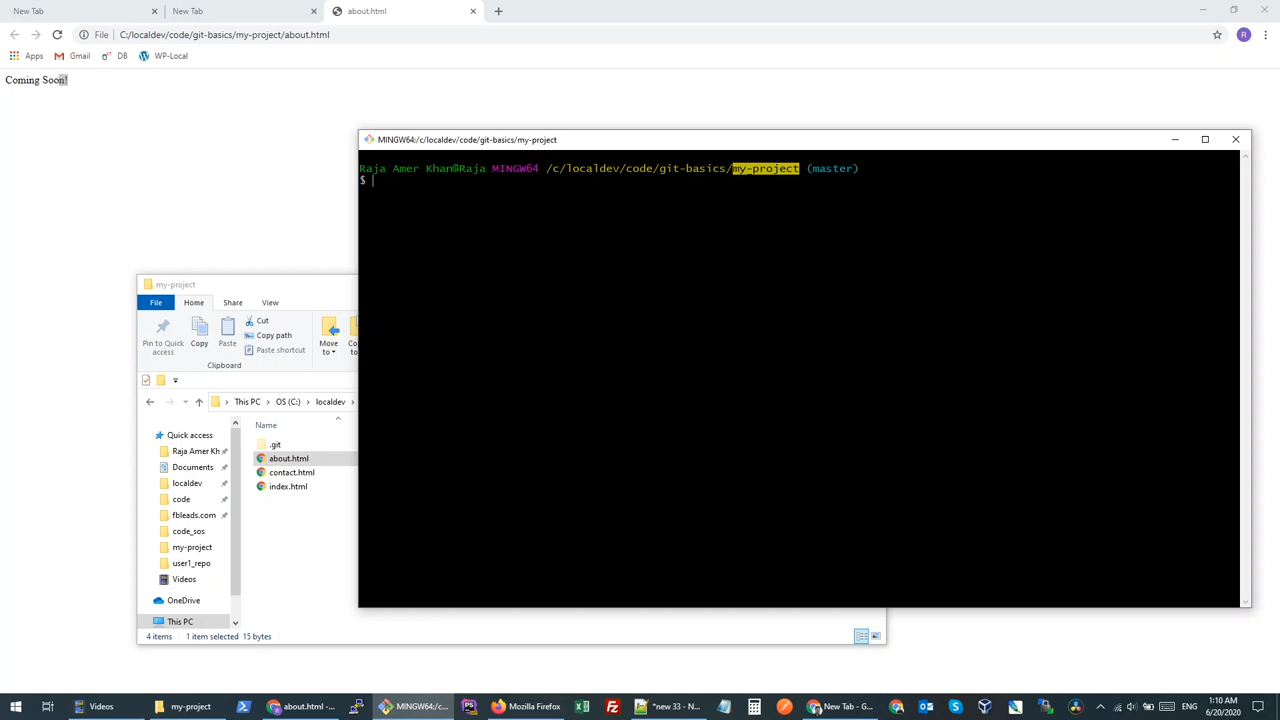 New Tab
New Tab
about.html
File
C:/localdev/code/git-basics/my-project/about.html
R
Apps
Gmail
DB
WP-Local
Coming Soon!
MINGW64:/c/localdev/code/git-basics/my-project
Raja Amer Khan@Raja MINGW64 /c/localdev/code/git-basics/my-project (master)
$
my-project
File
Home
Share
View
Pin to Quick access
Copy
Paste
Cut
Copy path
Paste shortcut
Move to
Clipboard
This PC
OS (C:)
localdev
Name
Quick access
Raja Amer Kh
Documents
localdev
code
fbleads.com
code_sos
my-project
user1_repo
Videos
OneDrive
This PC
.git
about.html
contact.html
index.html
4 items
1 item selected
15 bytes
Videos
my-project
about.html -...
MINGW64:/c...
Mozilla Firefox
*new 33 - N...
New Tab - G...
ENG
1:10 AM
6/20/2020